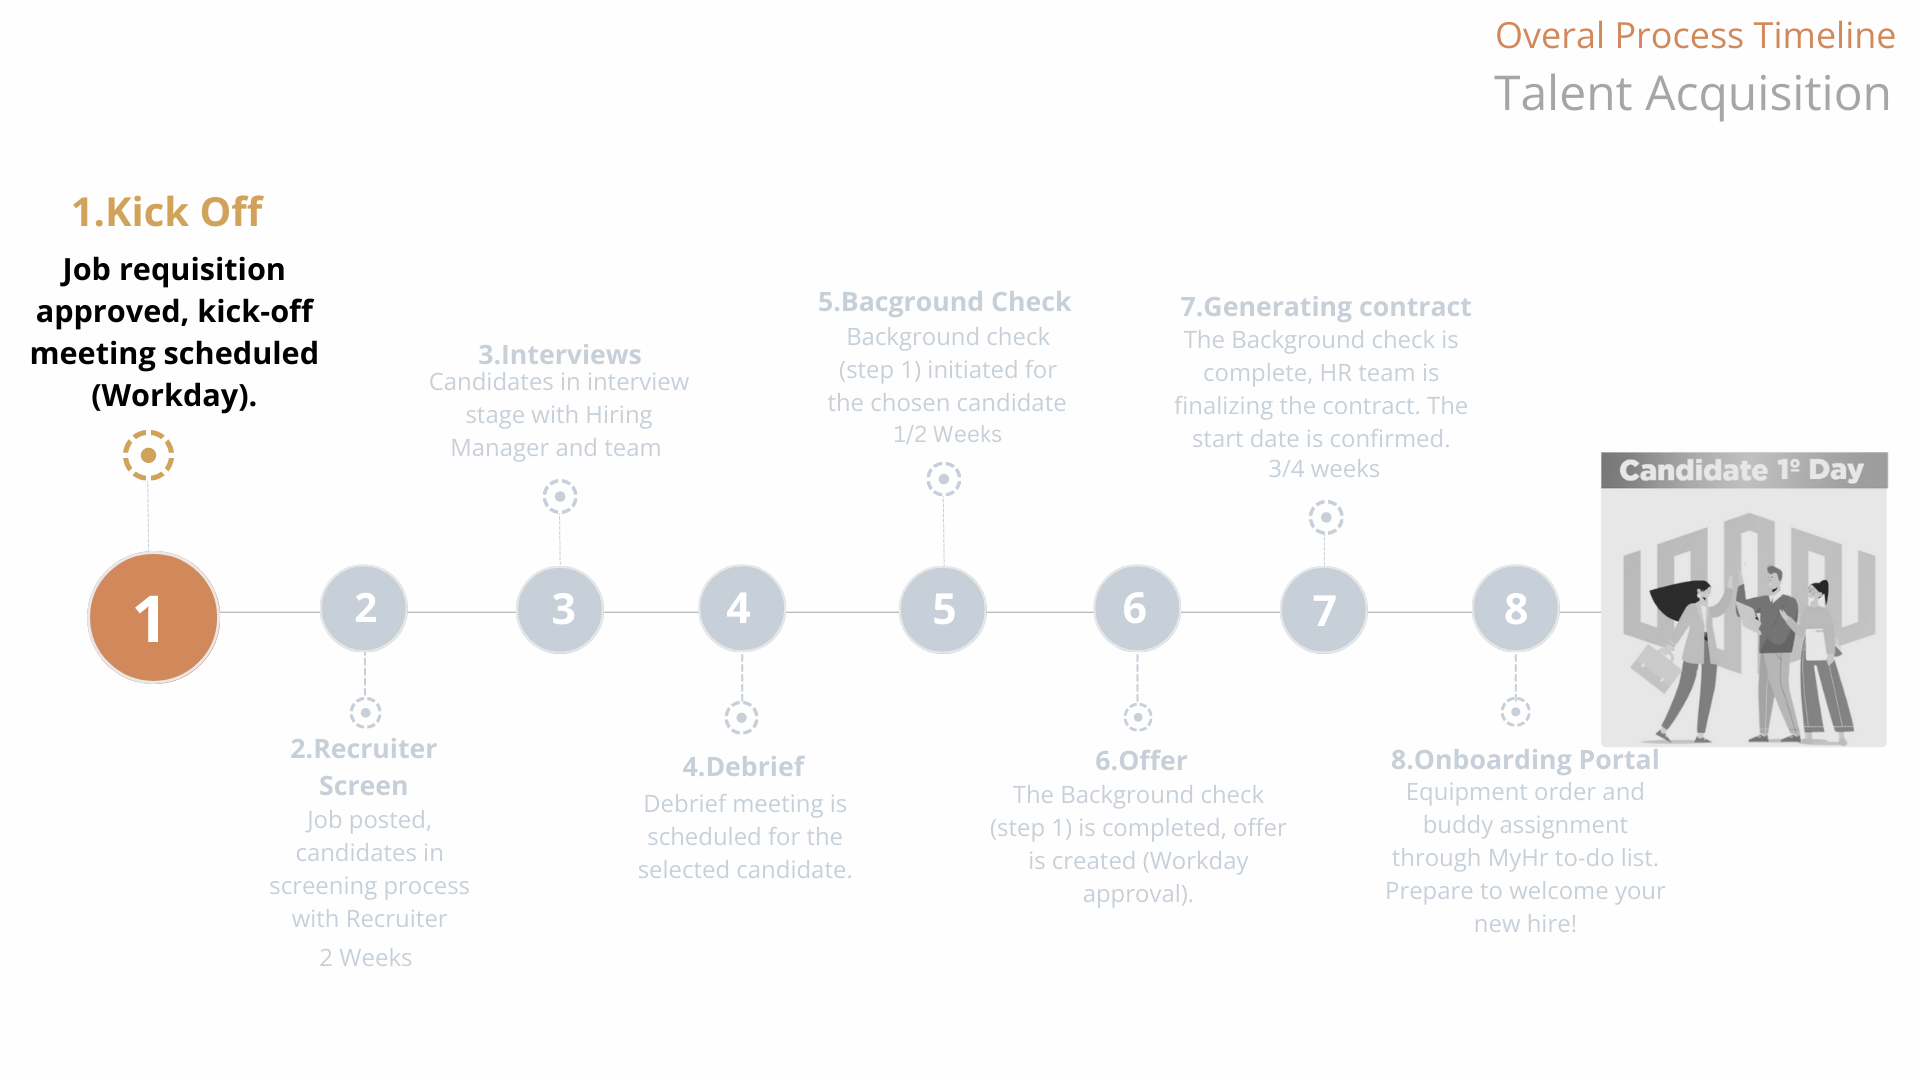 Overal Process Timeline
Talent Acquisition
1.Kick Off
Job requisition
approved, kick-off
meeting scheduled
(Workday).
3.Interviews
Candidates in interview
stage with Hiring
Manager and team
5.Bacground Check
Background check
(step 1) initiated for
the chosen candidate
1/2 Weeks
7.Generating contract
The Background check is
complete, HR team is
finalizing the contract. The
start date is confirmed.
3/4 weeks
Candidate 1º Day
1
2
3
4
5
6
7
8
2.Recruiter
Screen
Job posted,
candidates in
screening process
with Recruiter
2 Weeks
4.Debrief
Debrief meeting is
scheduled for the
selected candidate.
6.Offer
The Background check
(step 1) is completed, offer
is created (Workday
approval).
8.Onboarding Portal
Equipment order and
buddy assignment
through MyHr to-do list.
Prepare to welcome your
new hire!